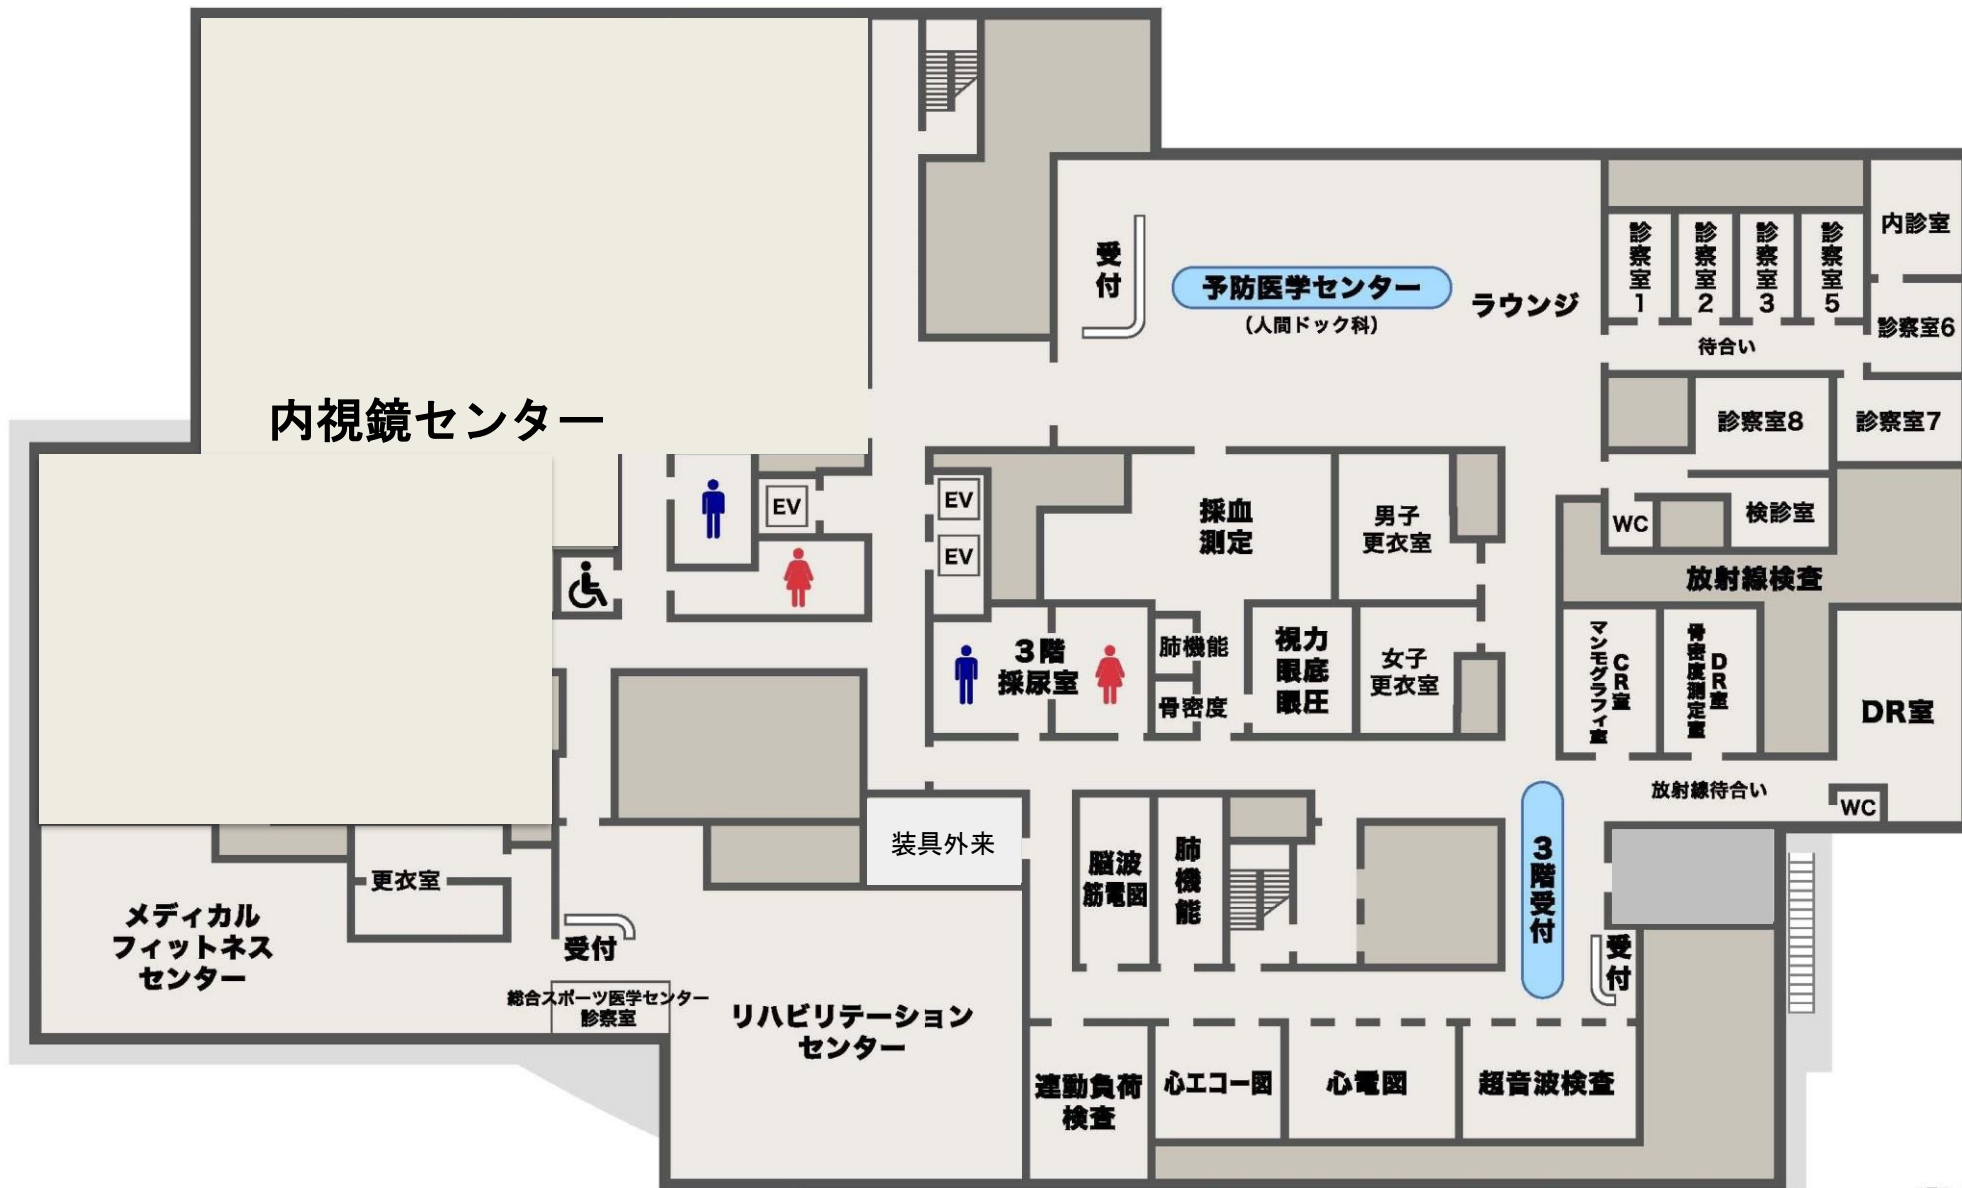 受付
予防医学センター
(人間ドック科)
ラウンジ
診察室1
診察室2
診察室3
診察室5
内診室
診察室6
待合い
内視鏡センター
診察室8
診察室7
EV
EV
EV
採血
測定
男子
更衣室
WC
検診室
放射線検査
3階
採尿室
肺機能
骨密度
視力
眼底
眼圧
女子
更衣室
CR室
マンモグラフィ室
DR室
骨密度測定室
DR室
放射線待合い
WC
装具外来
脳波
筋電図
肺機能
3階受付
受付
更衣室
メディカル
フィットネス
センター
受付
総合スポーツ医学センター
診察室
リハビリテーション
センター
運動負荷
検査
心エコー図
心電図
超音波検査